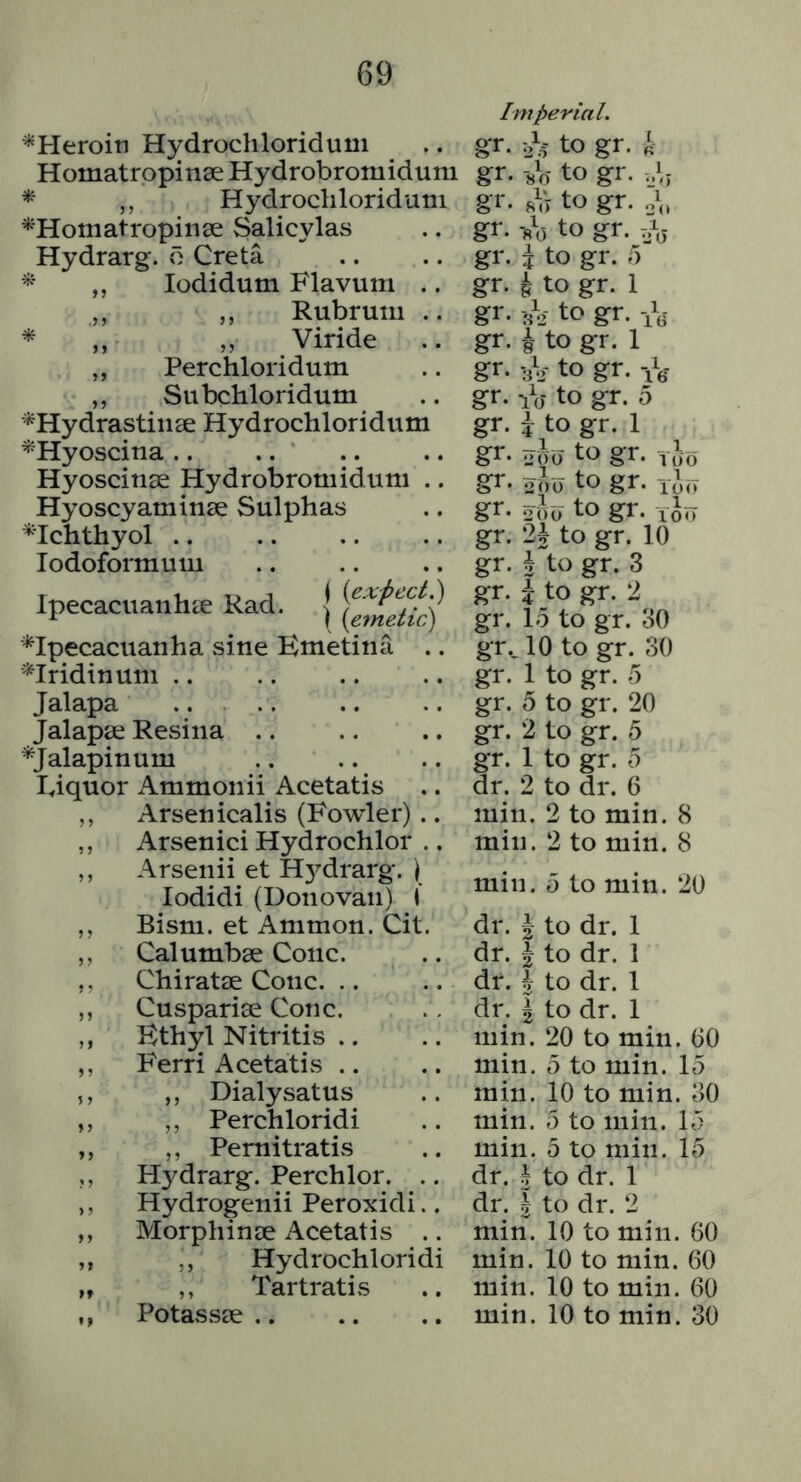 69
Imperial.
*Heroin Hydrochloridum .. gr. 1/25 to gr. 1/6
Homatropinæ Hydrobromidum gr. 1/80 to gr. 1/20
* ,, Hydrochloridum gr. 1/80 to gr. 1/20
*Homatropinæ Salicylas .. gr. 1/80 to gr. 1/20
Hydrarg. c̄ Creta .. .. gr. 1/4 to gr. 5
* ,, Iodidum Flavum .. gr. to gr. 1
,, ,, Rubrum .. gr. 1/32 to gr. 1/16
* ,, ,, Viride .. gr. to gr. 1
,, Perchloridum .. gr. 1/32 to gr. 1/16
,, Subchloridum .. gr. 1/10 to gr. 5
*Hydrastinæ Hydrochloridum gr. 1/4 to gr. 1
*Hyoscina .. .. .. .. gr. 1/200 to gr. 1/100
Hyoscinæ Hydrobromidum .. gr. 1/200 to gr. 1/100
Hyoscyaminæ Sulphas .. gr. 1/200 to gr. 1/100
*Ichthyol .. .. .. .. gr. 2½ to gr. 10
Iodoformum .. .. .. gr. ½ to gr. 3
Ipecacuanhæ Rad. { (expect.) gr. ¼ to gr. 2
{ (emetic) gr. 15 to gr. 30
*Ipecacuanha sine Emetinâ .. gr. 10 to gr. 30
*Iridinum .. .. .. .. gr. 1 to gr. 5
Jalapa .. .. .. .. gr. 5 to gr. 20
Jalapæ Resina .. .. .. gr. 2 to gr. 5
*Jalapinum .. .. .. gr. 1 to gr. 5
Liquor Ammonii Acetatis .. dr. 2 to dr. 6
,, Arsenicalis (Fowler) .. min. 2 to min. 8
,, Arsenici Hydrochlor .. min. 2 to min. 8
,, Arsenii et Hydrarg. }
Iodidi (Donovan) } min. 5 to min. 20
,, Bism. et Ammon. Cit. dr. ½ to dr. 1
,, Calumbæ Conc. .. dr. ½ to dr. 1
,, Chiratæ Conc. .. .. dr. ½ to dr. 1
,, Cuspariæ Conc. .. dr. ½ to dr. 1
,, Ethyl Nitritis .. .. min. 20 to min. 60
,, Ferri Acetatis .. .. min. 5 to min. 15
,, ,, Dialysatus .. min. 10 to min. 30
,, ,, Perchloridi .. min. 5 to min. 15
,, ,, Pernitratis .. min. 5 to min. 15
,, Hydrarg. Perchlor. .. dr. ½ to dr. 1
,, Hydrogenii Peroxidi .. dr. ½ to dr. 2
,, Morphinæ Acetatis .. min. 10 to min. 60
,, ,, Hydrochloridi min. 10 to min. 60
,, ,, Tartratis .. min. 10 to min. 60
,, Potassæ .. .. .. min. 10 to min. 30